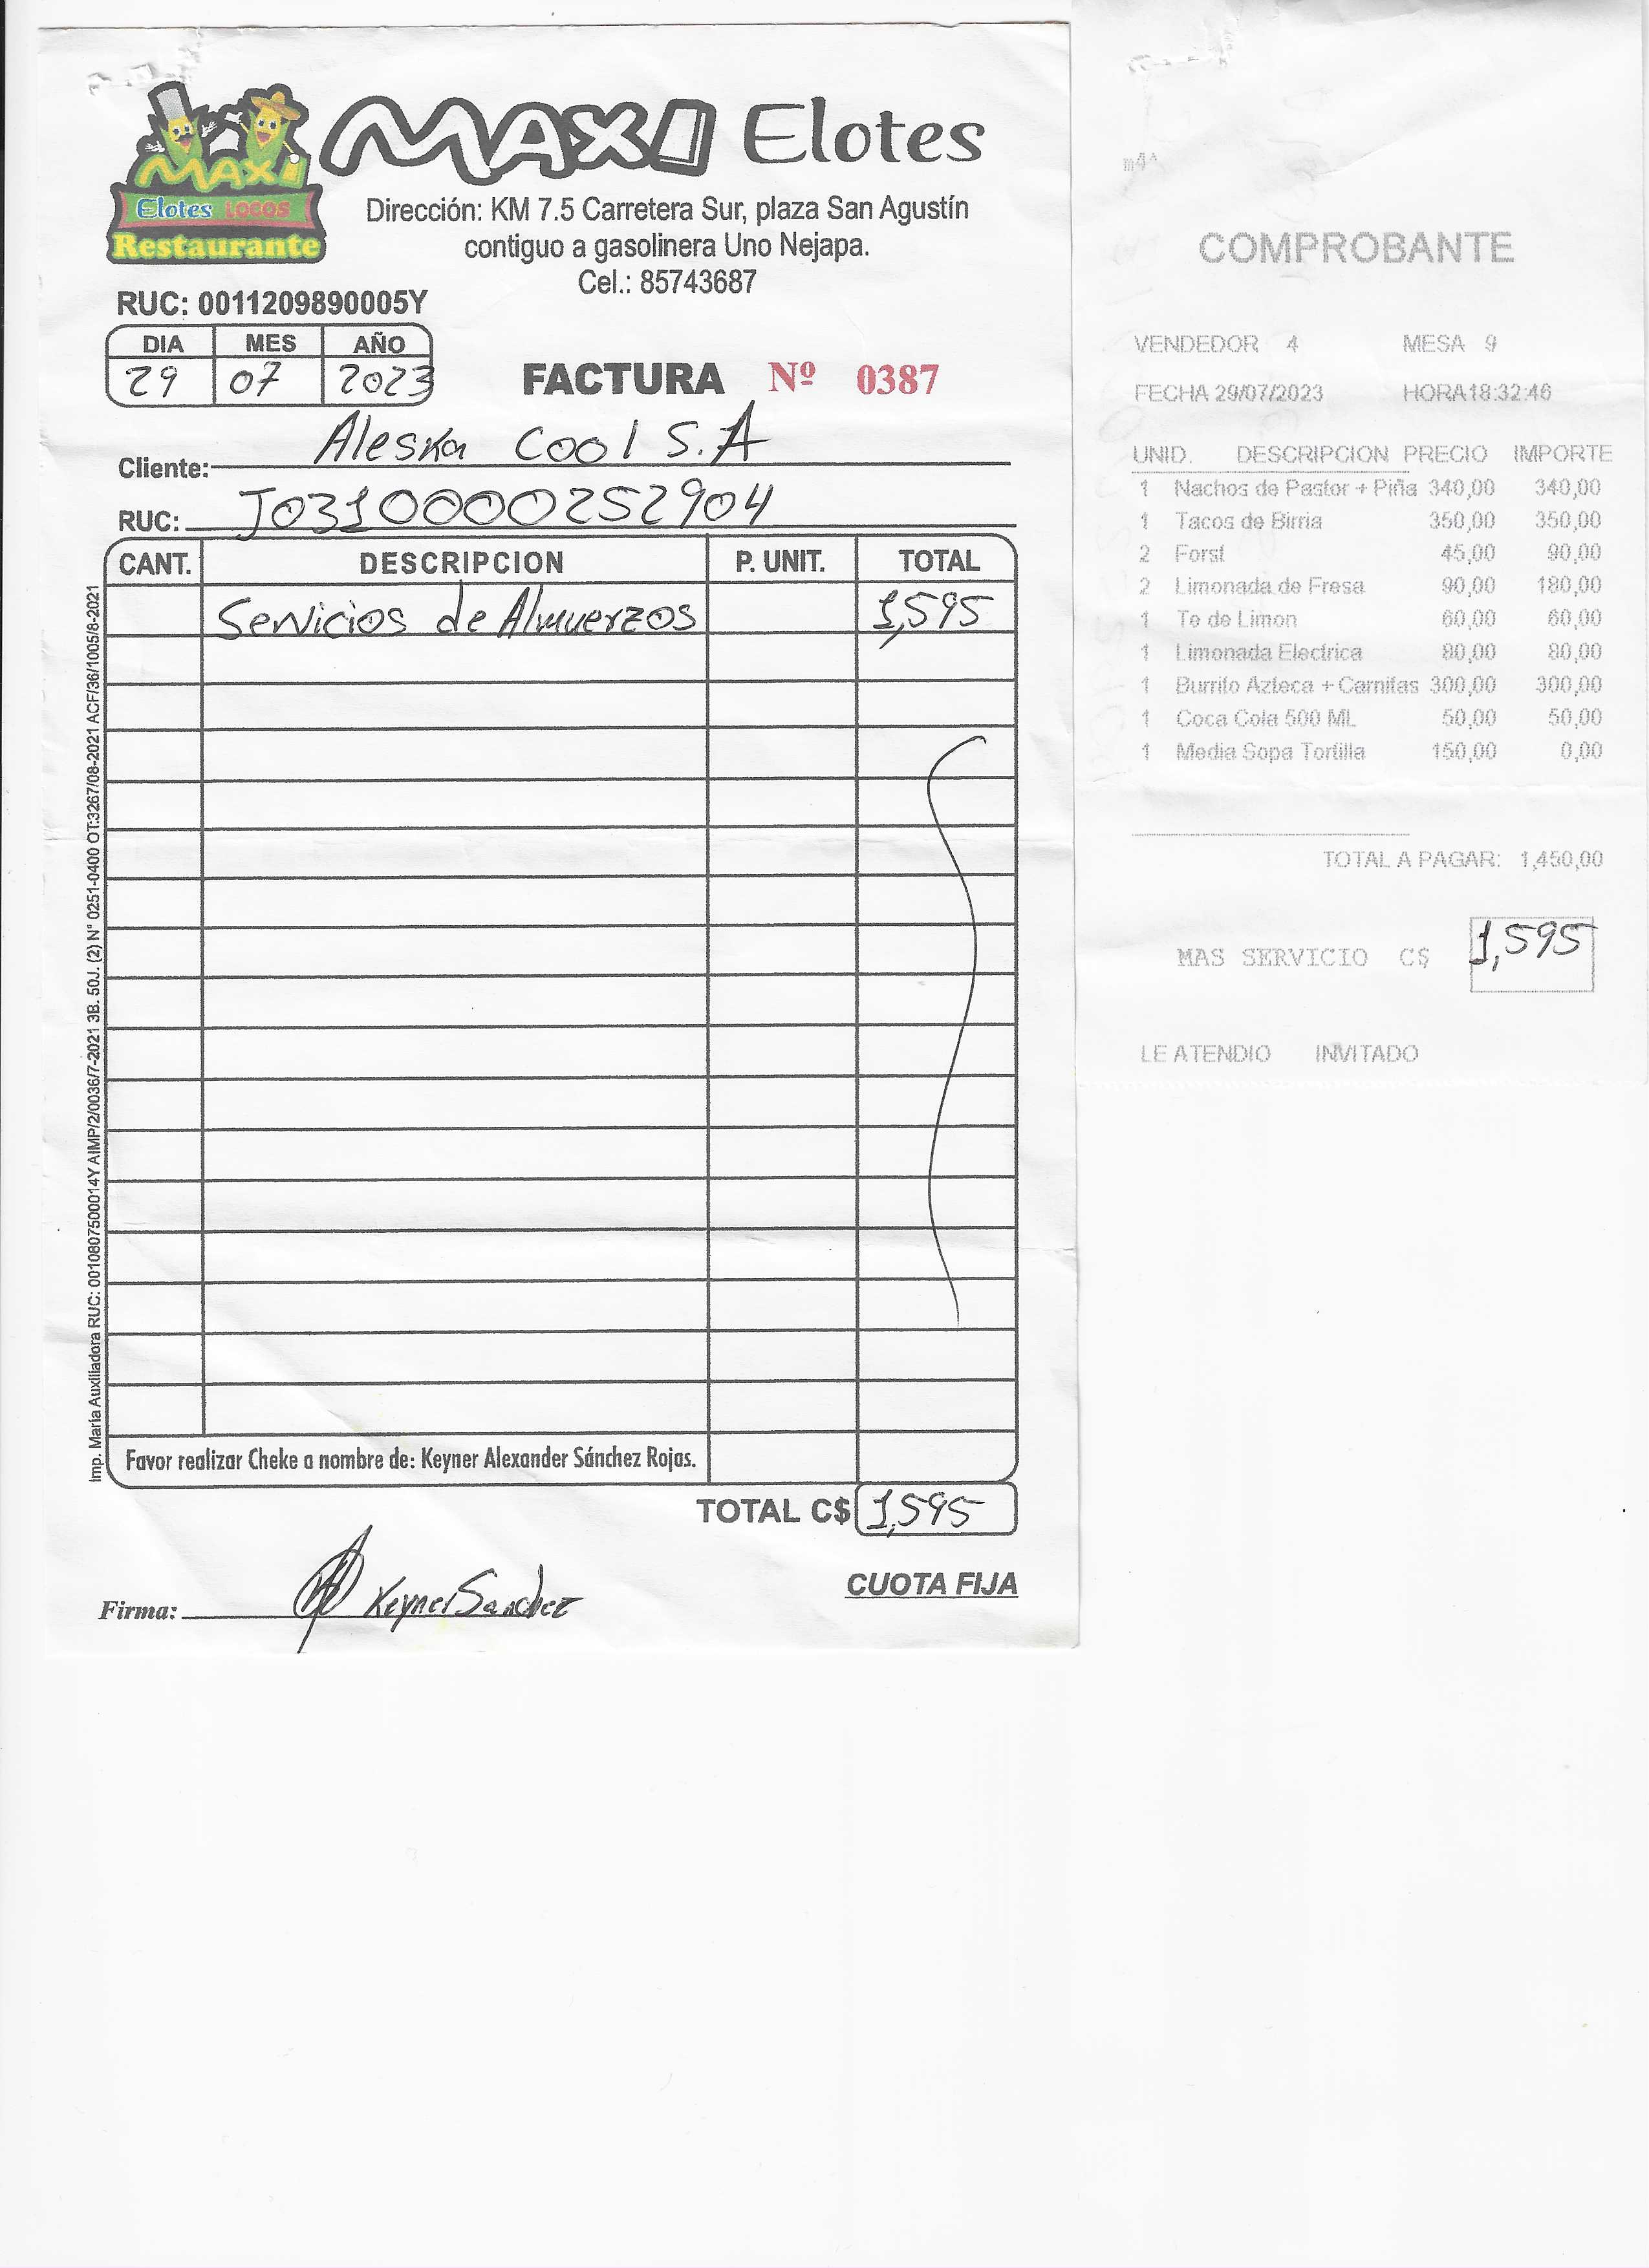 MAXI
Elotes Locos
Restaurante
MAXI Elotes
Dirección: KM 7.5 Carretera Sur, plaza San Agustín
contiguo a gasolinera Uno Nejapa.
Cel.: 85743687
RUC: 0011209890005Y
DIA MES AÑO
29 07 2023
FACTURA Nº 0387
Cliente: Aleska Cool S.A
RUC: J0310000252904
CANT. DESCRIPCION P. UNIT. TOTAL
Servicios de Almuerzos 1,595
Favor realizar Cheke a nombre de: Keyner Alexander Sánchez Rojas.
TOTAL C$ 1,595
CUOTA FIJA
Firma: Keyner Sanchez
Imp. María Auxiliadora RUC: 0010807500014Y AIMP/2/0036/7-2021 3B. 50J. (2) N° 0251-0400 OT:3267/08-2021 ACF/36/1005/8-2021
m4^
COMPROBANTE
VENDEDOR 4 MESA 9
FECHA 29/07/2023 HORA18:32:46
UNID. DESCRIPCION PRECIO IMPORTE
1 Nachos de Pastor + Piña 340,00 340,00
1 Tacos de Birria 350,00 350,00
2 Forst 45,00 90,00
2 Limonada de Fresa 90,00 180,00
1 Te de Limon 60,00 60,00
1 Limonada Electrica 80,00 80,00
1 Burrito Azteca + Carnitas 300,00 300,00
1 Coca Cola 500 ML 50,00 50,00
1 Media Sopa Tortilla 150,00 0,00
TOTAL A PAGAR: 1,450,00
MAS SERVICIO C$ 1,595
LE ATENDIO INVITADO